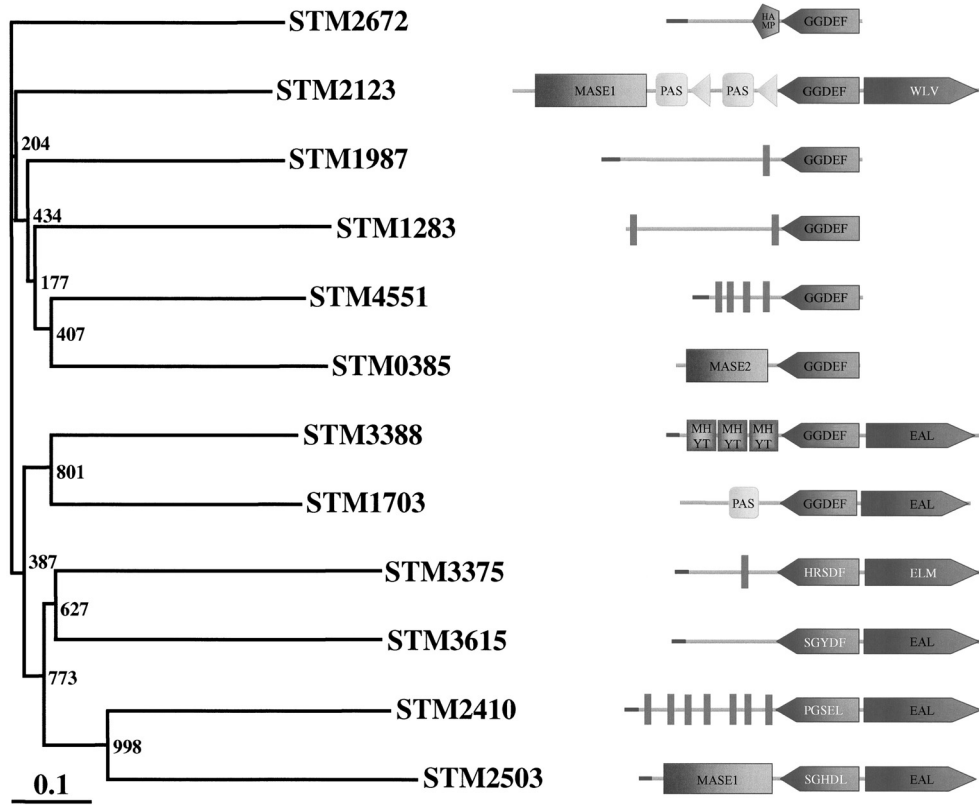 STM2672 HA MP GGDEF
STM2123 MASE1 PAS PAS GGDEF WLV
204
STM1987 GGDEF
434
STM1283 GGDEF
177
STM4551 GGDEF
407
STM0385 MASE2 GGDEF
STM3388 MH YT MH YT MH YT GGDEF EAL
801
STM1703 PAS GGDEF EAL
387
STM3375 HRSDF ELM
627
STM3615 SGYDF EAL
773
STM2410 PGSEL EAL
998
STM2503 MASE1 SGHDL EAL
0.1